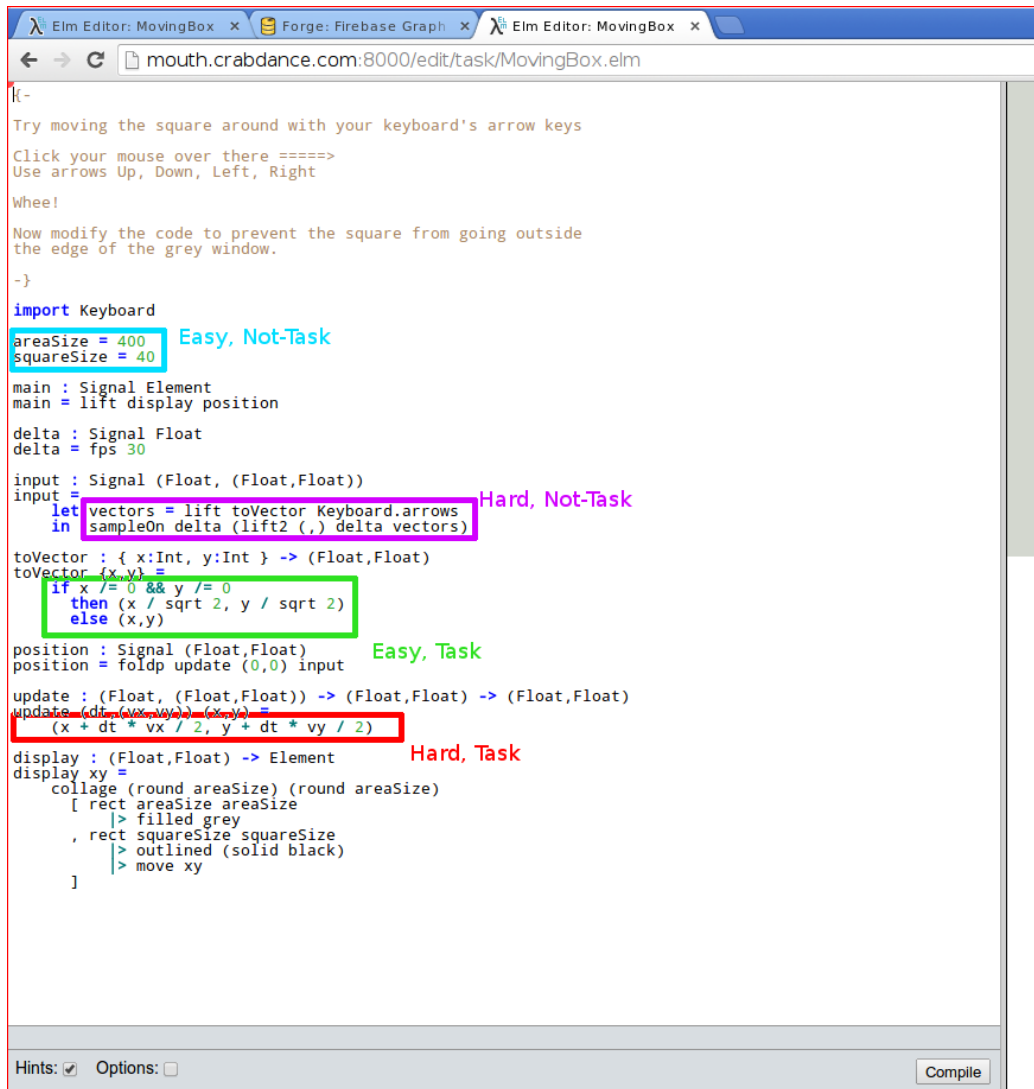 Elm Editor: MovingBox × Forge: Firebase Graph × Elm Editor: MovingBox ×
mouth.crabdance.com:8000/edit/task/MovingBox.elm
{-
Try moving the square around with your keyboard's arrow keys
Click your mouse over there =====>
Use arrows Up, Down, Left, Right
Whee!
Now modify the code to prevent the square from going outside
the edge of the grey window.
-}
import Keyboard
areaSize = 400
squareSize = 40
Easy, Not-Task
main : Signal Element
main = lift display position
delta : Signal Float
delta = fps 30
input : Signal (Float, (Float,Float))
input =
let vectors = lift toVector Keyboard.arrows
in sampleOn delta (lift2 (,) delta vectors)
Hard, Not-Task
toVector : { x:Int, y:Int } -> (Float,Float)
toVector {x,y} =
if x /= 0 && y /= 0
then (x / sqrt 2, y / sqrt 2)
else (x,y)
Easy, Task
position : Signal (Float,Float)
position = foldp update (0,0) input
update : (Float, (Float,Float)) -> (Float,Float) -> (Float,Float)
update (dt,(vx,vy)) (x,y) =
(x + dt * vx / 2, y + dt * vy / 2)
Hard, Task
display : (Float,Float) -> Element
display xy =
collage (round areaSize) (round areaSize)
[ rect areaSize areaSize
|> filled grey
, rect squareSize squareSize
|> outlined (solid black)
|> move xy
]
Hints: Options: Compile